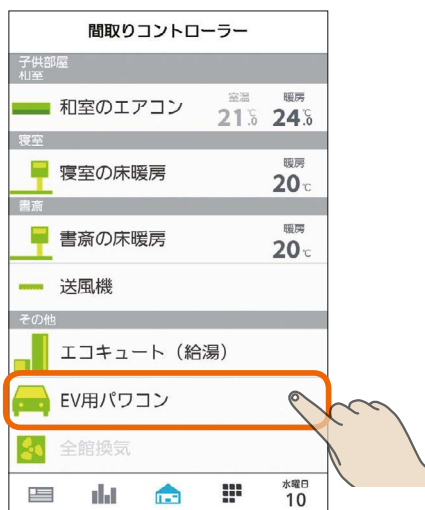 間取りコントローラー
子供部屋
和室
和室のエアコン 室温 21.0℃ 暖房 24.0℃
寝室
寝室の床暖房 暖房 20℃
書斎
書斎の床暖房 暖房 20℃
送風機
その他
エコキュート（給湯）
EV用パワコン
全館換気
水曜日
10